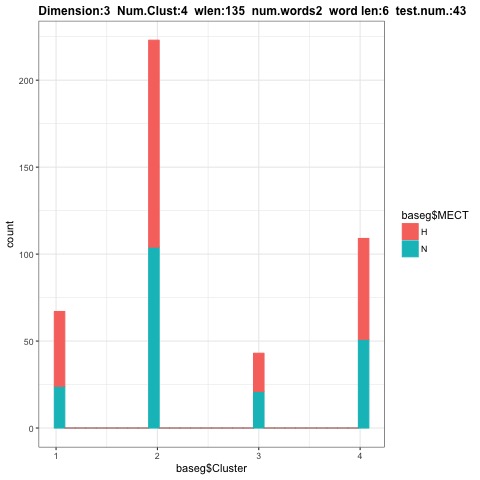 Dimension:3 Num.Clust:4 wlen:135 num.words2 word len:6 test.num.:43
200
150
100
50
0
count
1 2 3 4
baseg$Cluster
baseg$MECT
H
N